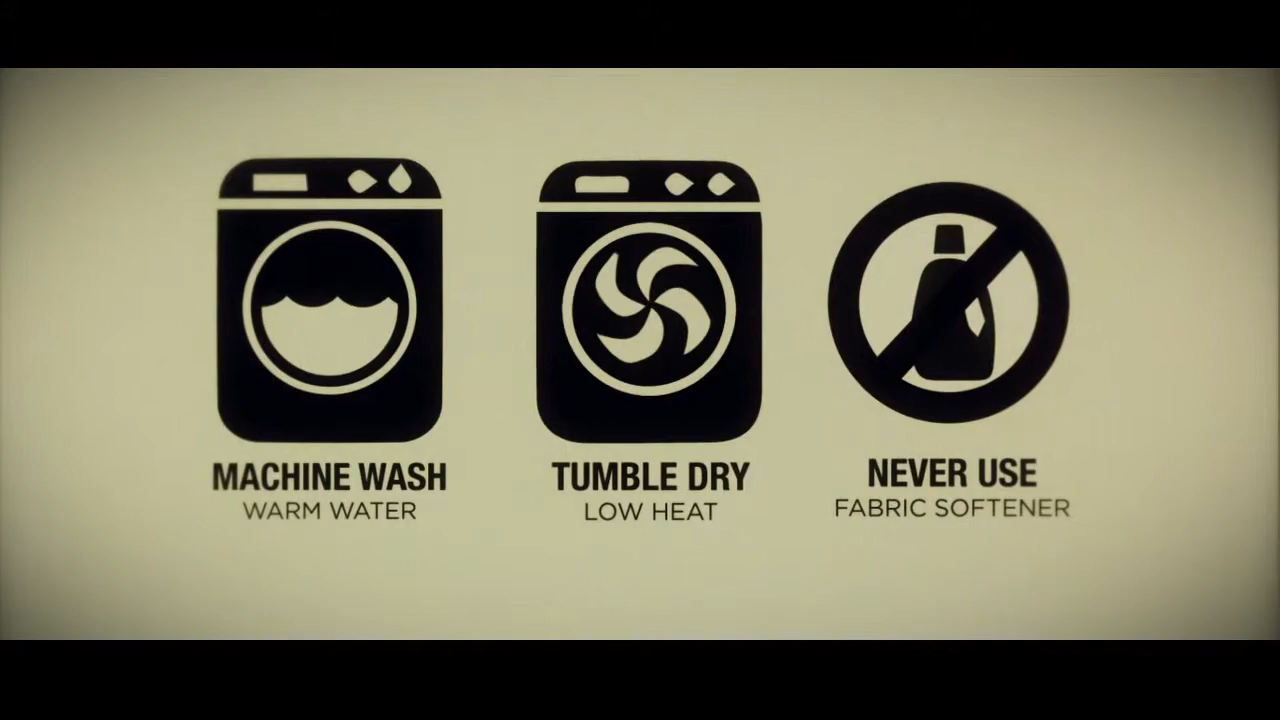 MACHINE WASH
WARM WATER
TUMBLE DRY
LOW HEAT
NEVER USE
FABRIC SOFTENER